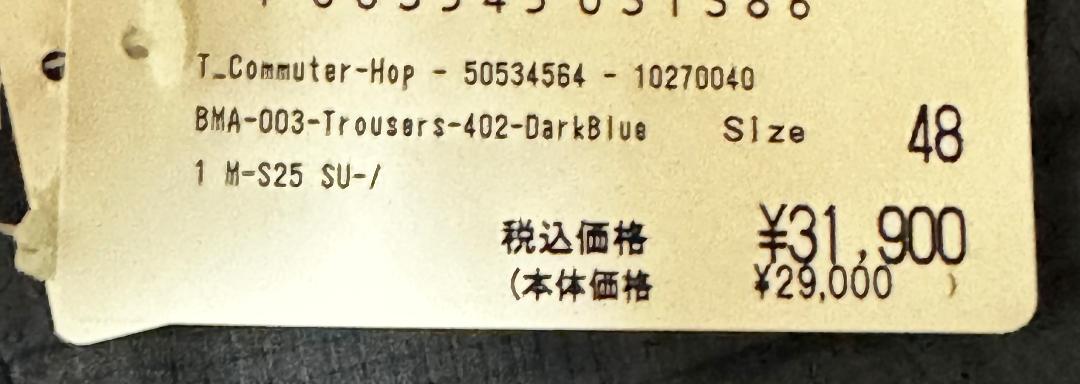 T_Commuter-Hop - 50534564 - 10270040
BMA-003-Trousers-402-DarkBlue Size 48
1 M-S25 SU-/
税込価格 ¥31,900
(本体価格 ¥29,000 )